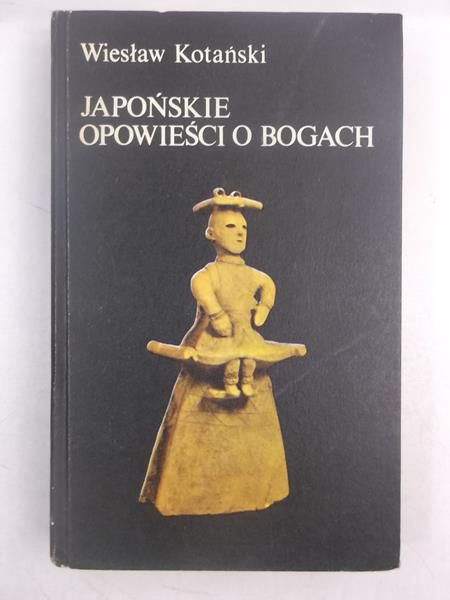 Wiesław Kotański
JAPOŃSKIE
OPOWIEŚCI O BOGACH